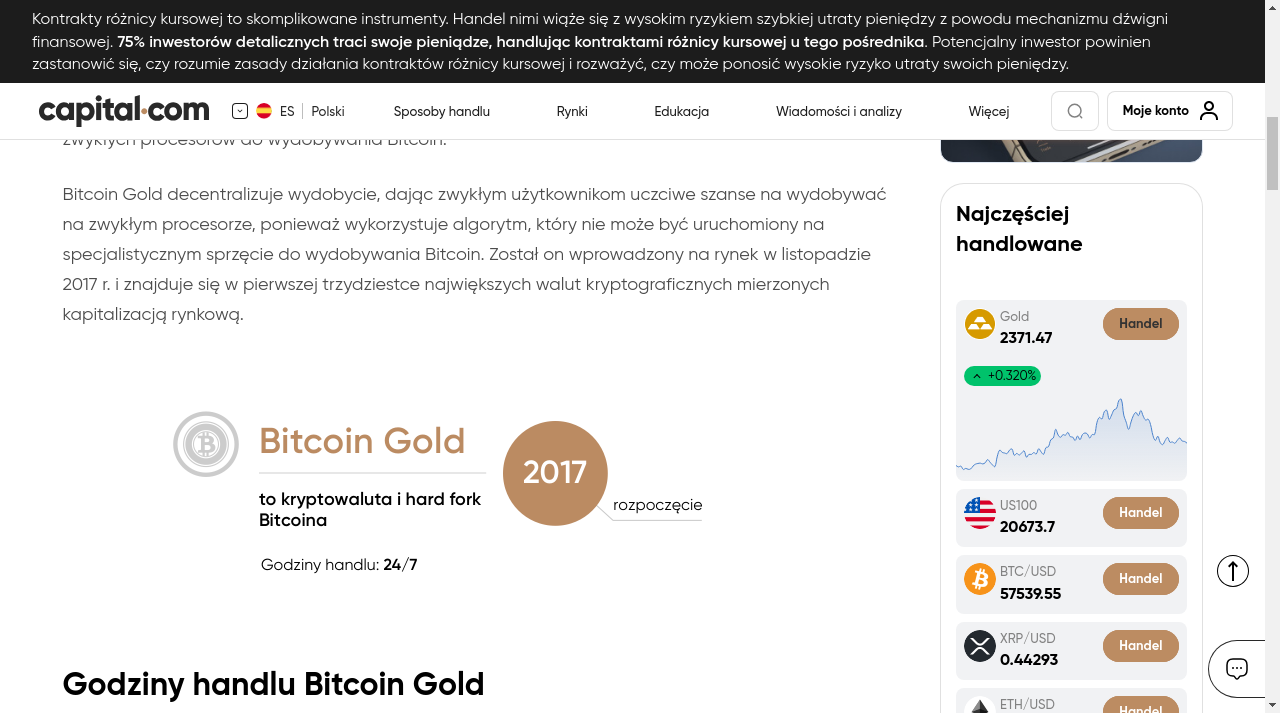 Kontrakty różnicy kursowej to skomplikowane instrumenty. Handel nimi wiąże się z wysokim ryzykiem szybkiej utraty pieniędzy z powodu mechanizmu dźwigni
finansowej. 75% inwestorów detalicznych traci swoje pieniądze, handlując kontraktami różnicy kursowej u tego pośrednika. Potencjalny inwestor powinien
zastanowić się, czy rozumie zasady działania kontraktów różnicy kursowej i rozważyć, czy może ponosić wysokie ryzyko utraty swoich pieniędzy.
capital.com
ES
Polski
Sposoby handlu
Rynki
Edukacja
Wiadomości i analizy
Więcej
Moje konto
zwykłych procesorów do wydobywania Bitcoin.
Bitcoin Gold decentralizuje wydobycie, dając zwykłym użytkownikom uczciwe szanse na wydobywać
na zwykłym procesorze, ponieważ wykorzystuje algorytm, który nie może być uruchomiony na
specjalistycznym sprzęcie do wydobywania Bitcoin. Został on wprowadzony na rynek w listopadzie
2017 r. i znajduje się w pierwszej trzydziestce największych walut kryptograficznych mierzonych
kapitalizacją rynkową.
Bitcoin Gold
to kryptowaluta i hard fork
Bitcoina
Godziny handlu: 24/7
2017
rozpoczęcie
Godziny handlu Bitcoin Gold
Najczęściej
handlowane
Gold
2371.47
Handel
+0.320%
US100
20673.7
Handel
BTC/USD
57539.55
Handel
XRP/USD
0.44293
Handel
ETH/USD
Handel